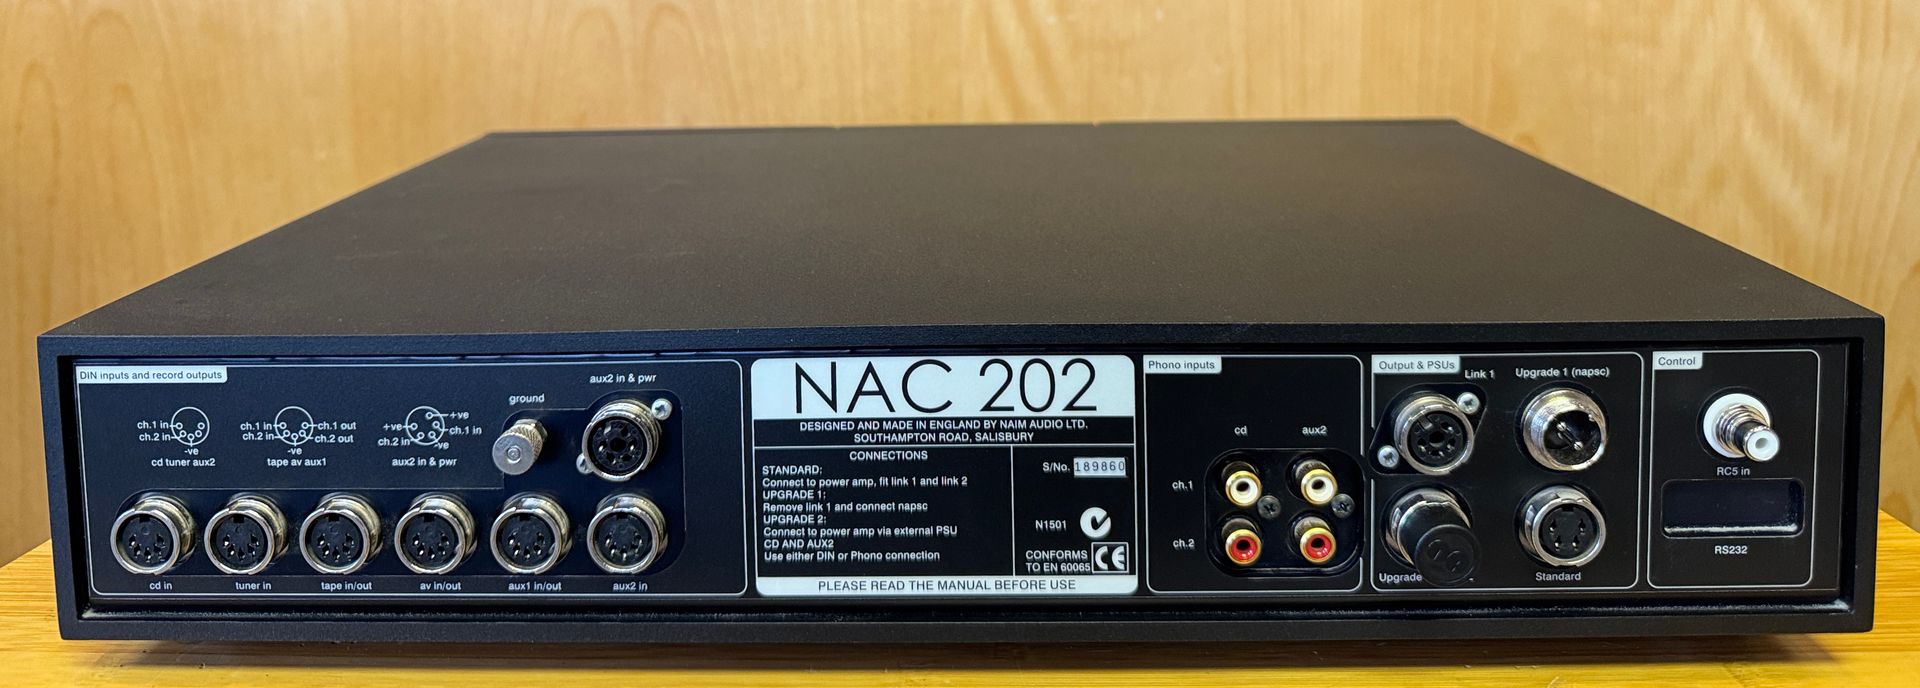 DIN inputs and record outputs
ch.1 in
ch.2 in
-ve
cd tuner aux2
ch.1 in
ch.1 out
ch.2 in
ch.2 out
-ve
tape av aux1
+ve
+ve
ch.1 in
ch.2 in
-ve
aux2 in & pwr
ground
aux2 in & pwr
cd in
tuner in
tape in/out
av in/out
aux1 in/out
aux2 in
NAC 202
DESIGNED AND MADE IN ENGLAND BY NAIM AUDIO LTD.
SOUTHAMPTON ROAD, SALISBURY
CONNECTIONS
STANDARD:
Connect to power amp, fit link 1 and link 2
UPGRADE 1:
Remove link 1 and connect napsc
UPGRADE 2:
Connect to power amp via external PSU
CD AND AUX2
Use either DIN or Phono connection
S/No. 189860
N1501
CONFORMS
TO EN 60065
CE
PLEASE READ THE MANUAL BEFORE USE
Phono inputs
cd
aux2
ch.1
ch.2
Output & PSUs
Link 1
Upgrade 1 (napsc)
Upgrade
Standard
Control
RC5 in
RS232